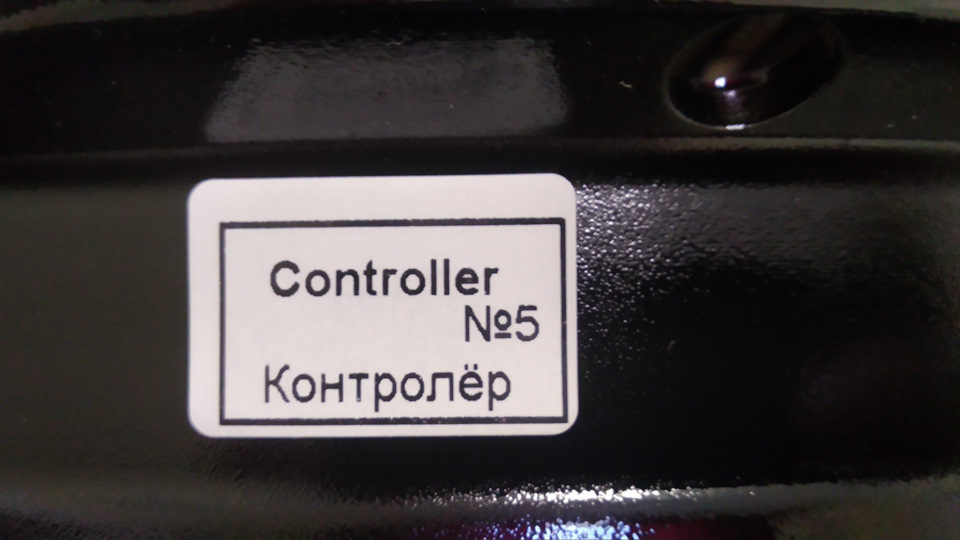 Controller
№5
Контролёр